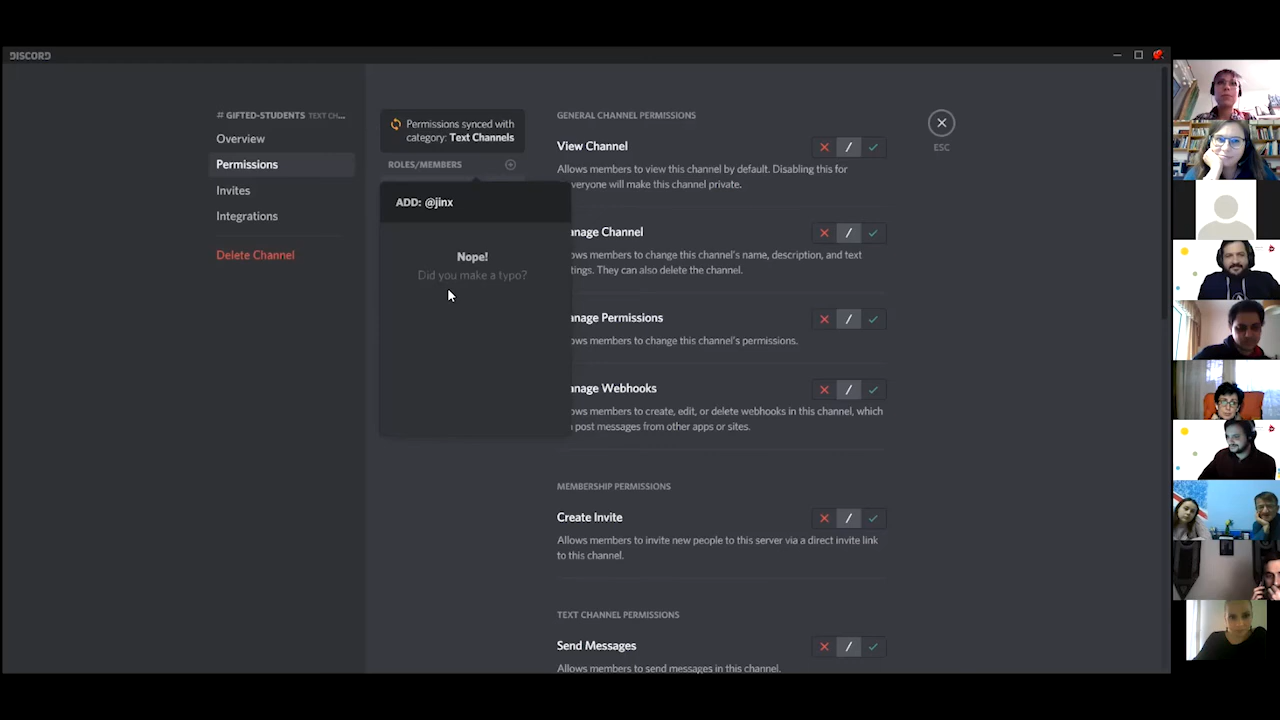 DISCORD
# GIFTED-STUDENTS TEXT CH...
Overview
Permissions
Invites
Integrations
Delete Channel
Permissions synced with
category: Text Channels
ROLES/MEMBERS
ADD: @jinx
Nope!
Did you make a typo?
GENERAL CHANNEL PERMISSIONS
View Channel
Allows members to view this channel by default. Disabling this for
everyone will make this channel private.
anage Channel
ows members to change this channel's name, description, and text
ettings. They can also delete the channel.
anage Permissions
ows members to change this channel's permissions.
anage Webhooks
ows members to create, edit, or delete webhooks in this channel, which
post messages from other apps or sites.
MEMBERSHIP PERMISSIONS
Create Invite
Allows members to invite new people to this server via a direct invite link
to this channel.
TEXT CHANNEL PERMISSIONS
Send Messages
Allows members to send messages in this channel.
ESC